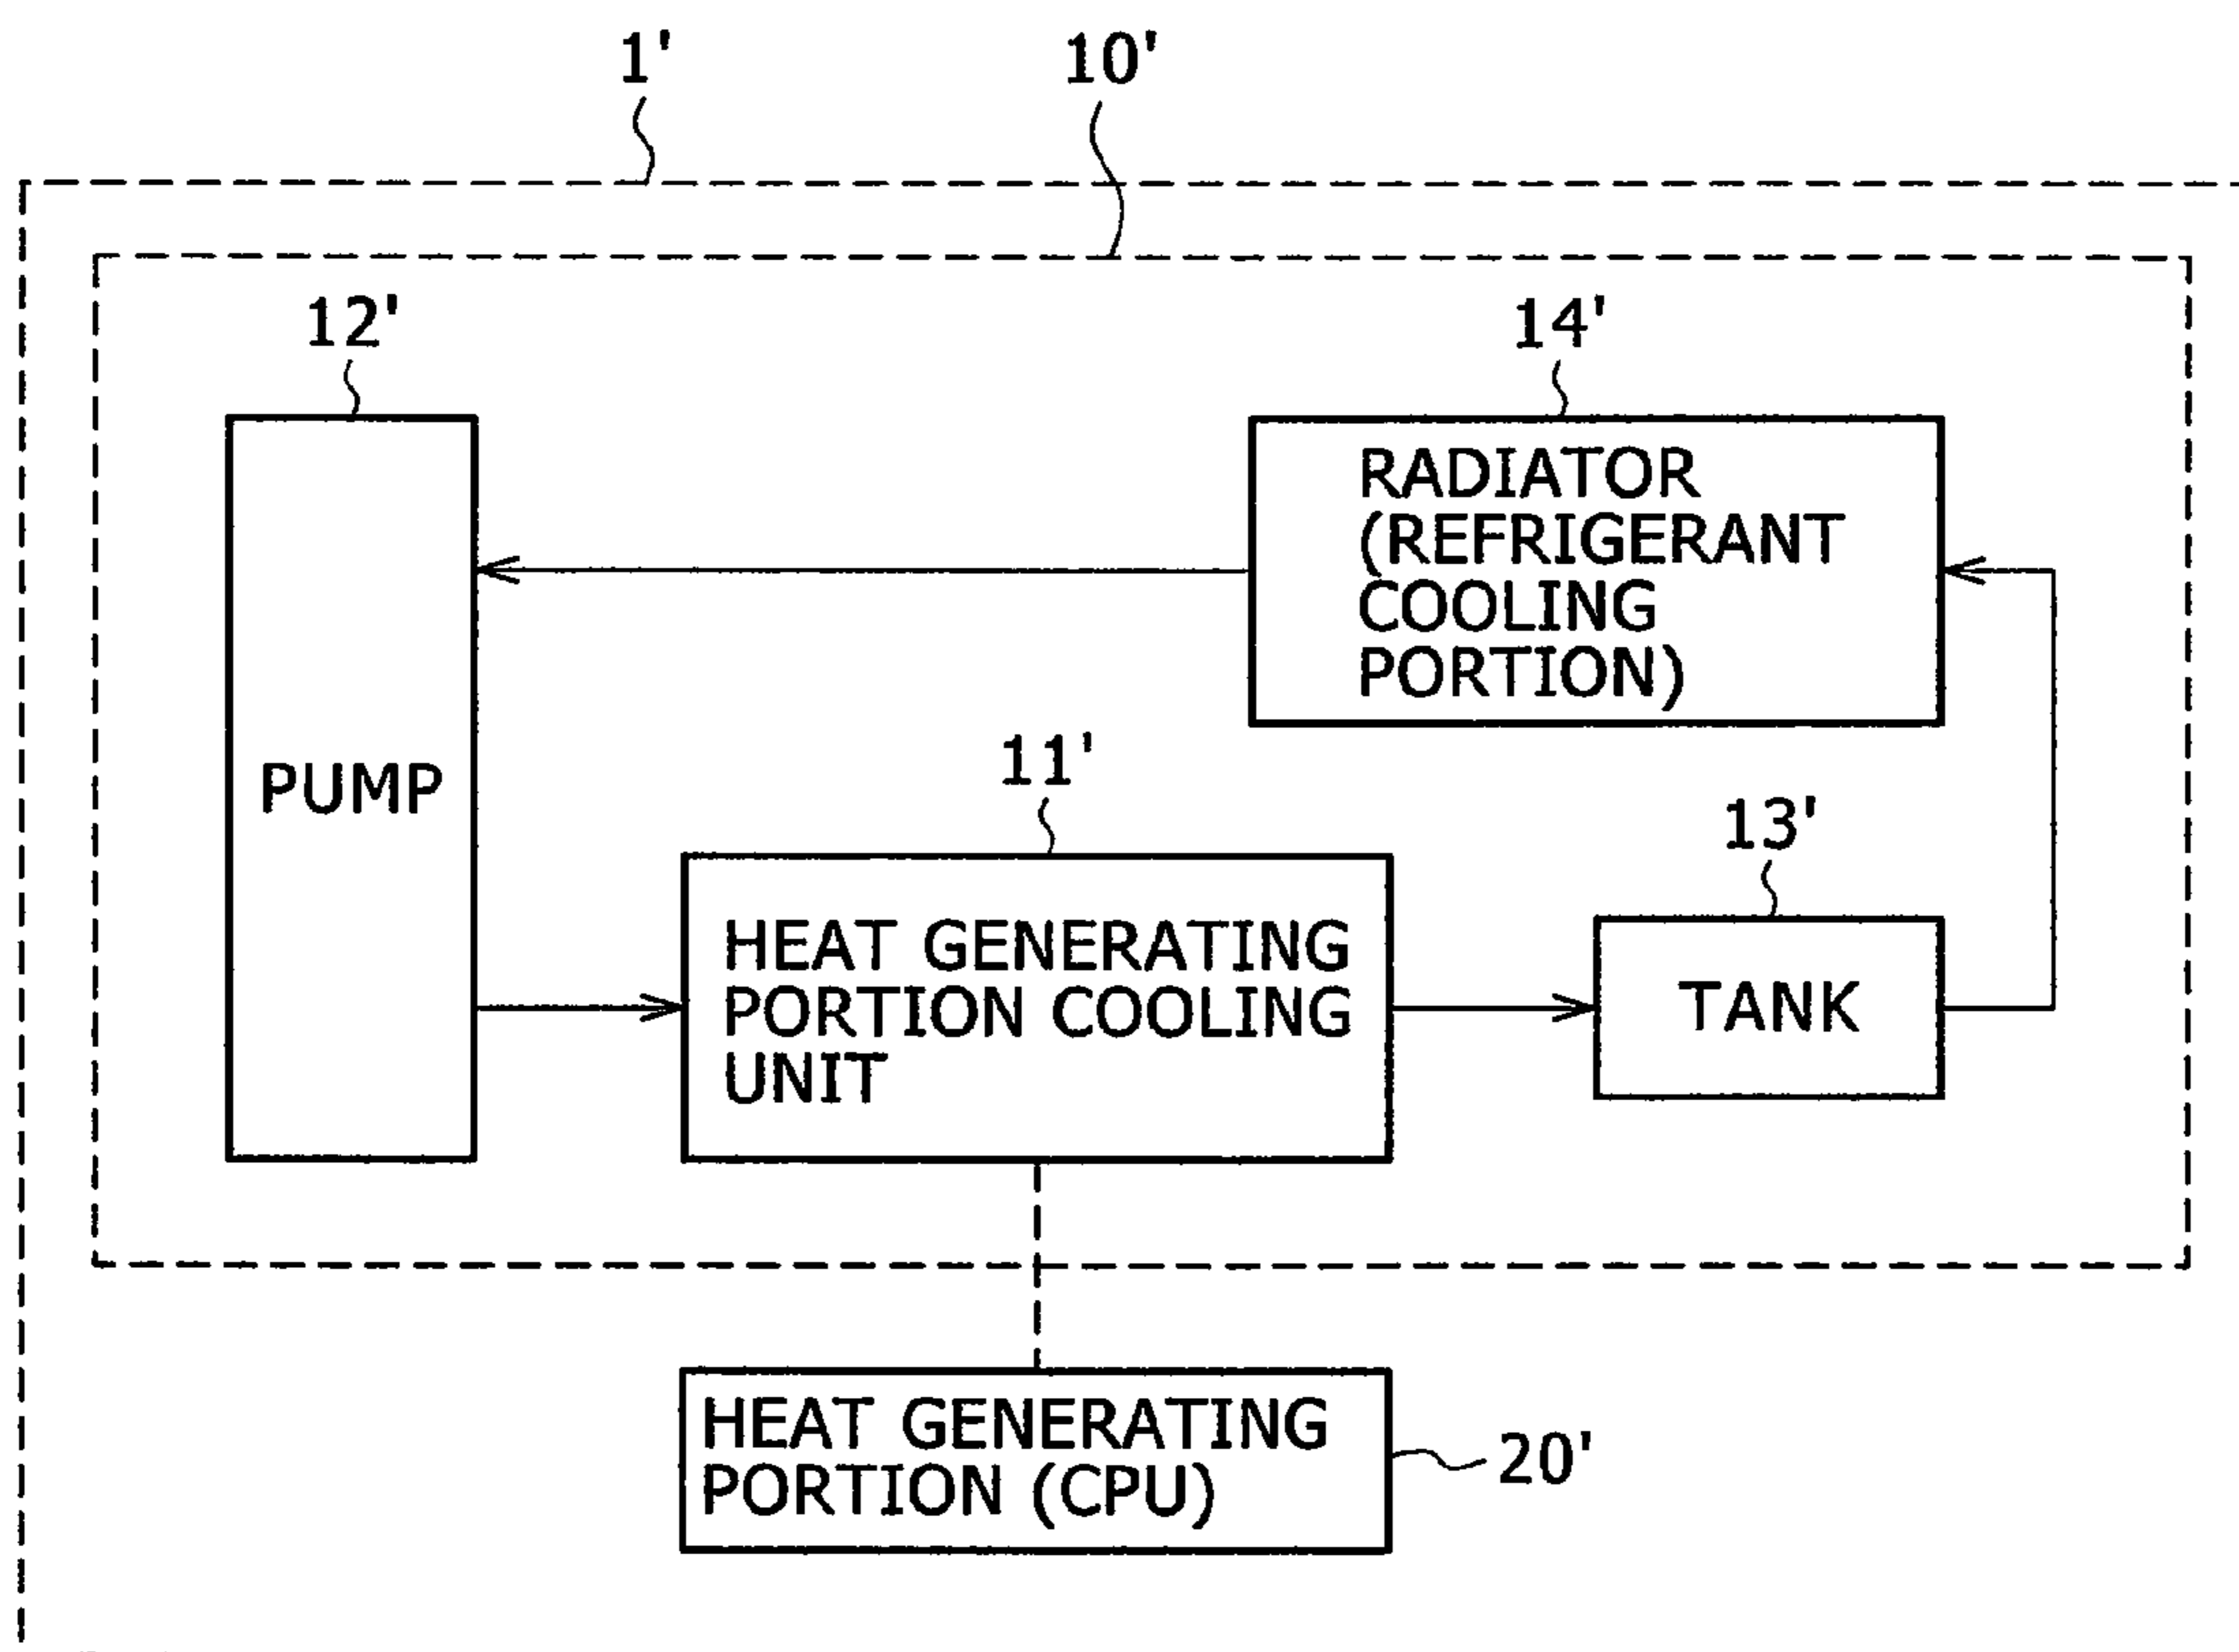 1'
10'
12'
14'
RADIATOR
(REFRIGERANT
COOLING
PORTION)
PUMP
11'
13'
HEAT GENERATING
PORTION COOLING
UNIT
TANK
HEAT GENERATING
PORTION (CPU)
20'